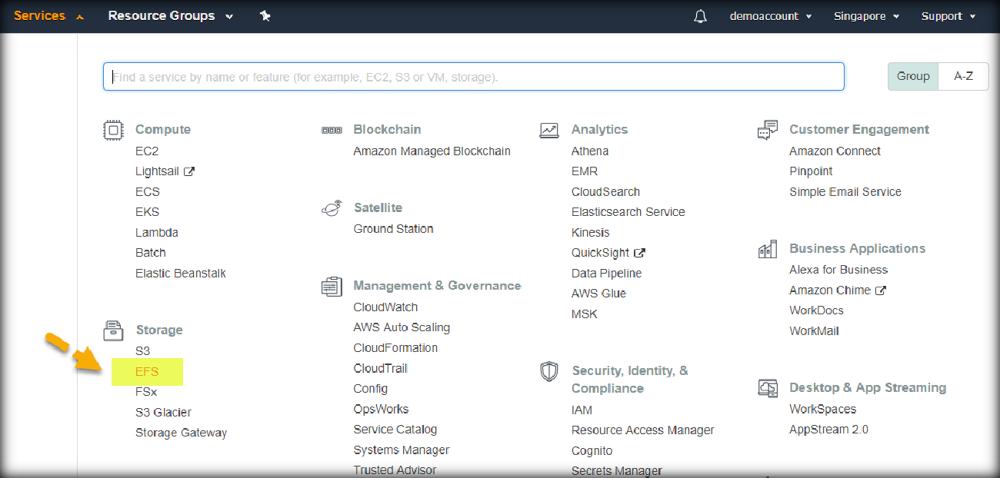 Services Resource Groups demoaccount Singapore Support
Find a service by name or feature (for example, EC2, S3 or VM, storage).
Group A-Z
Compute
EC2
Lightsail
ECS
EKS
Lambda
Batch
Elastic Beanstalk
Storage
S3
EFS
FSx
S3 Glacier
Storage Gateway
Blockchain
Amazon Managed Blockchain
Satellite
Ground Station
Management & Governance
CloudWatch
AWS Auto Scaling
CloudFormation
CloudTrail
Config
OpsWorks
Service Catalog
Systems Manager
Trusted Advisor
Analytics
Athena
EMR
CloudSearch
Elasticsearch Service
Kinesis
QuickSight
Data Pipeline
AWS Glue
MSK
Security, Identity, &
Compliance
IAM
Resource Access Manager
Cognito
Secrets Manager
Customer Engagement
Amazon Connect
Pinpoint
Simple Email Service
Business Applications
Alexa for Business
Amazon Chime
WorkDocs
WorkMail
Desktop & App Streaming
WorkSpaces
AppStream 2.0